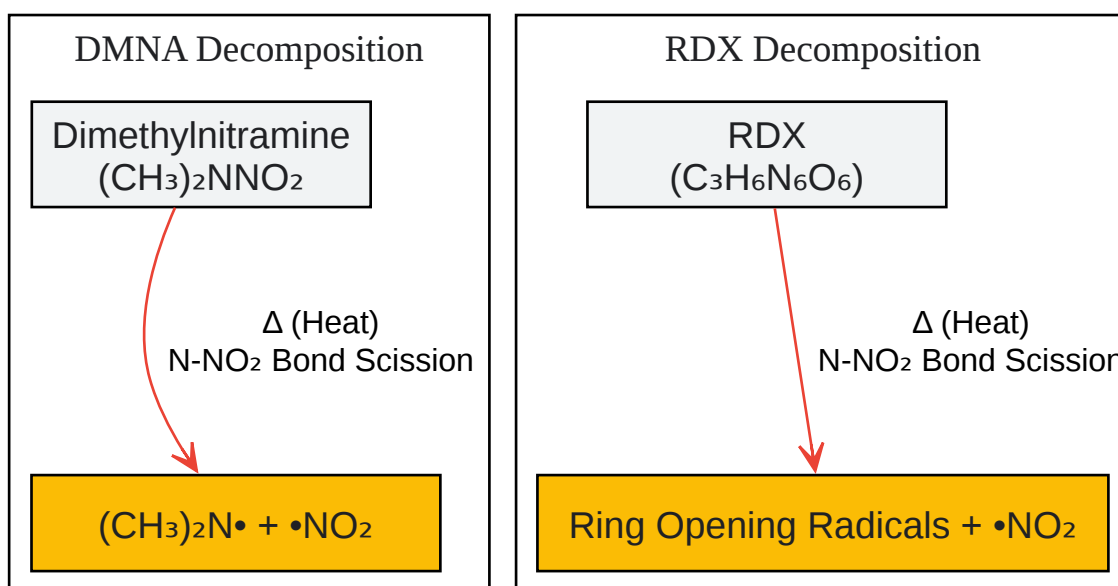 DMNA Decomposition
Dimethylnitramine
(CH₃)₂NNO₂
Δ (Heat)
N-NO₂ Bond Scission
(CH₃)₂N• + •NO₂
RDX Decomposition
RDX
(C₃H₆N₆O₆)
Δ (Heat)
N-NO₂ Bond Scission
Ring Opening Radicals + •NO₂